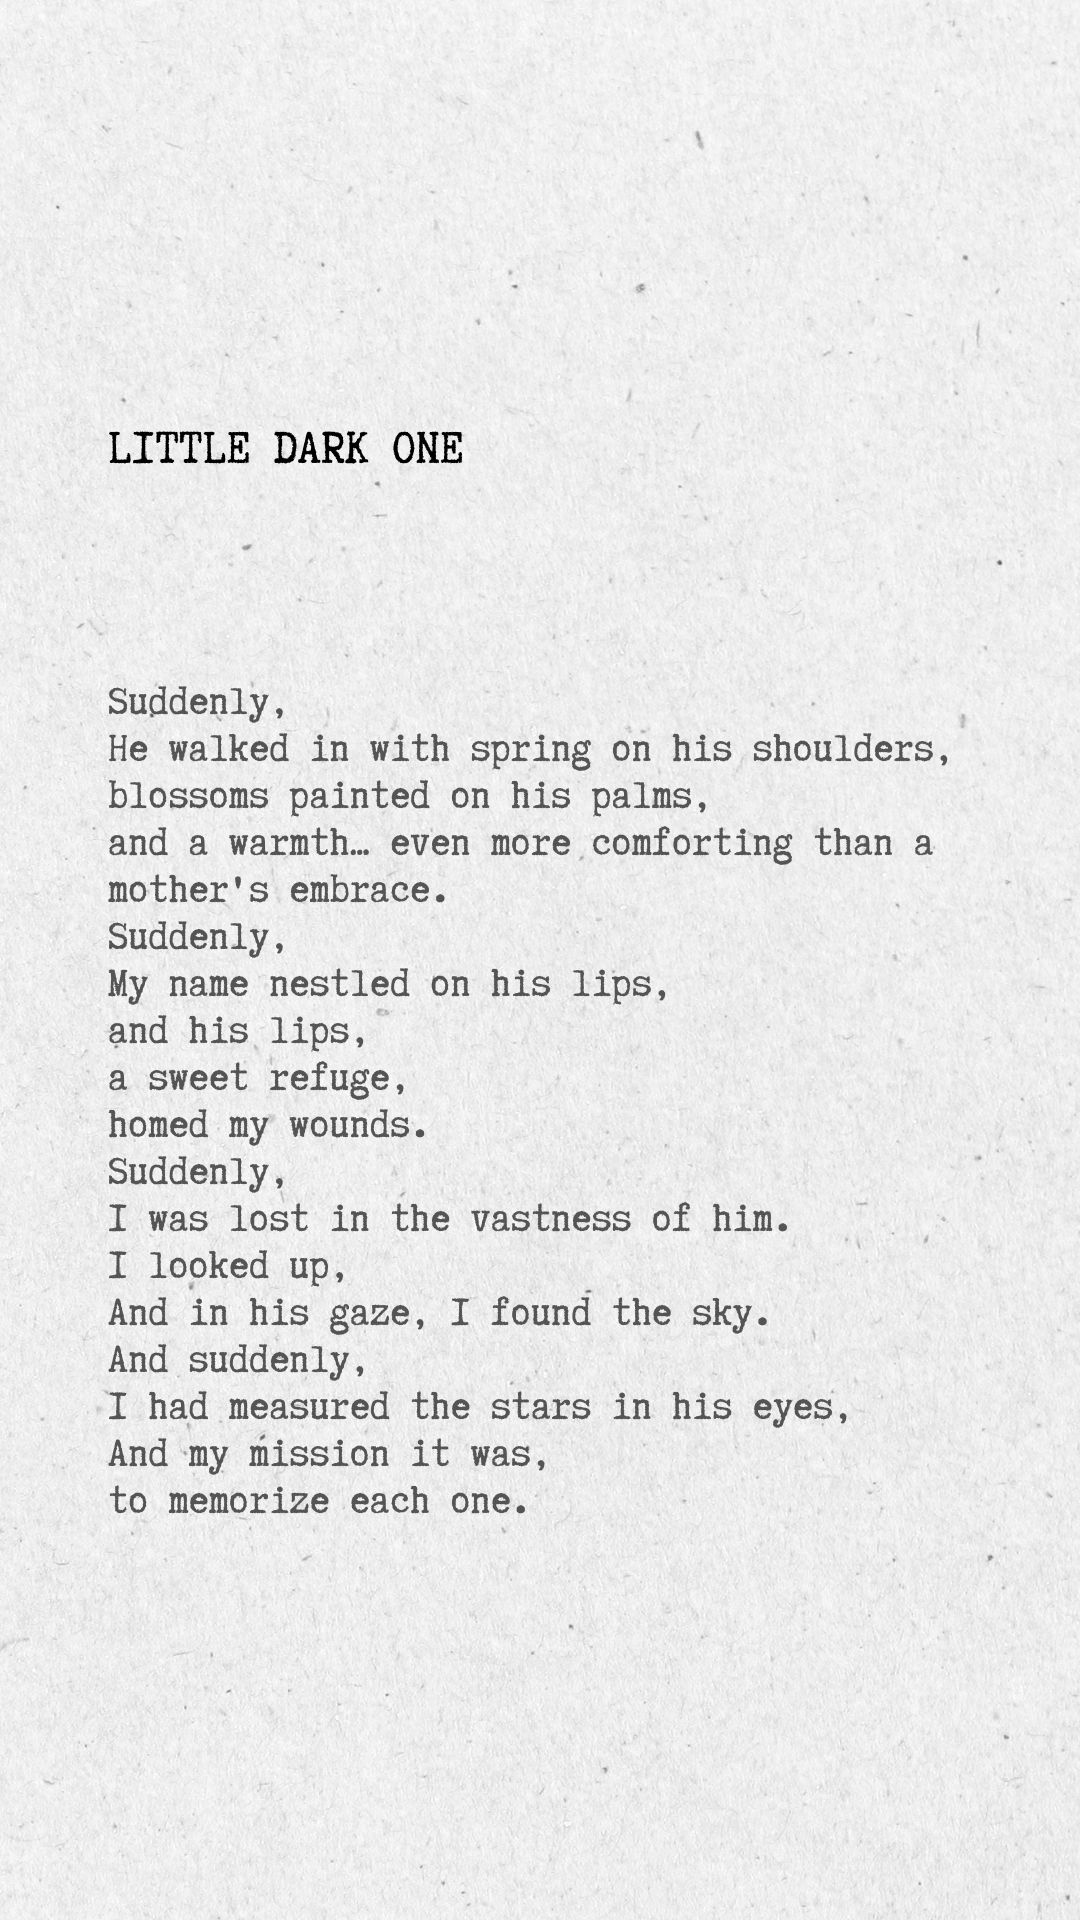 LITTLE DARK ONE
Suddenly,
He walked in with spring on his shoulders,
blossoms painted on his palms,
and a warmth… even more comforting than a
mother's embrace.
Suddenly,
My name nestled on his lips,
and his lips,
a sweet refuge,
homed my wounds.
Suddenly,
I was lost in the vastness of him.
I looked up,
And in his gaze, I found the sky.
And suddenly,
I had measured the stars in his eyes,
And my mission it was,
to memorize each one.